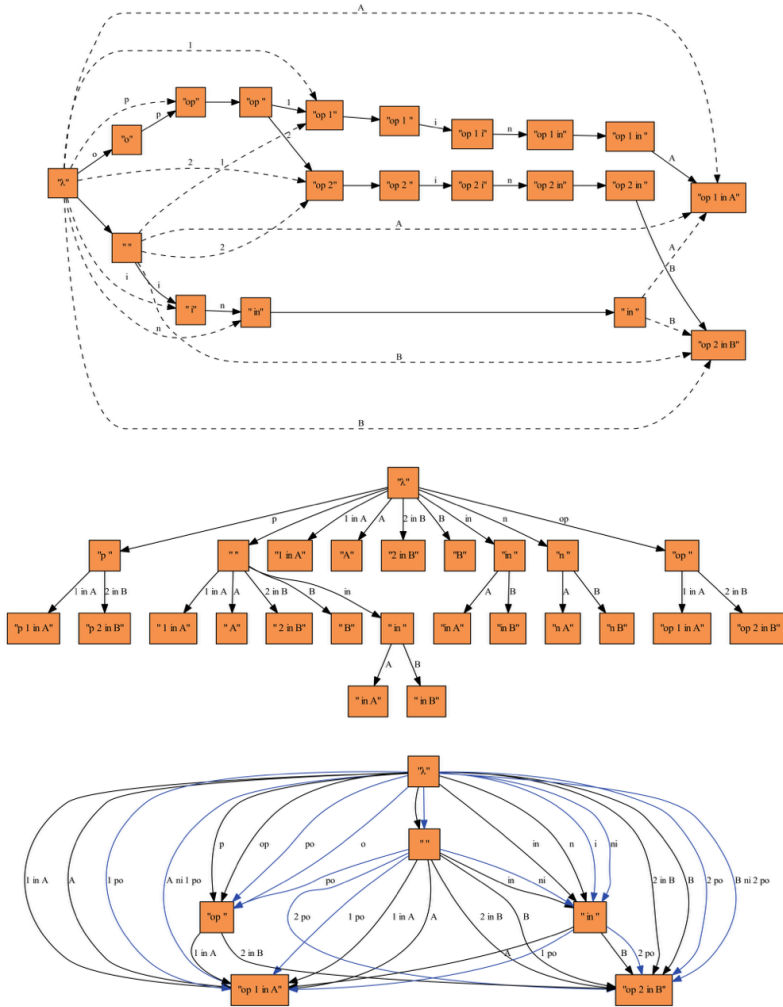 A
1
p "op" "op " 1 "op 1" "op 1 " i "op 1 i" n "op 1 in" "op 1 in "
"o" p
o 2 A
"λ" 2 1 "op 2" "op 2 " i "op 2 i" n "op 2 in" "op 2 in " "op 1 in A"
" " A
2 A
i i B
" i" n " in" " in "
n B
"op 2 in B"
B
B
"λ"
p 1 in A A 2 in B B in n op
"p " " " "1 in A" "A" "2 in B" "B" "in " "n " "op "
1 in A 2 in B 1 in A A 2 in B B in A B A B 1 in A 2 in B
"p 1 in A" "p 2 in B" " 1 in A" " A" " 2 in B" " B" " in " "in A" "in B" "n A" "n B" "op 1 in A" "op 2 in B"
A B
" in A" " in B"
"λ"
p op po o in n i ni
" "
1 in A A 1 po A ni 1 po po in ni 2 in B B 2 po B ni 2 po
"op " 2 po 1 po 1 in A A 2 in B B " in "
1 in A 2 in B A 1 po B 2 po
"op 1 in A" "op 2 in B"